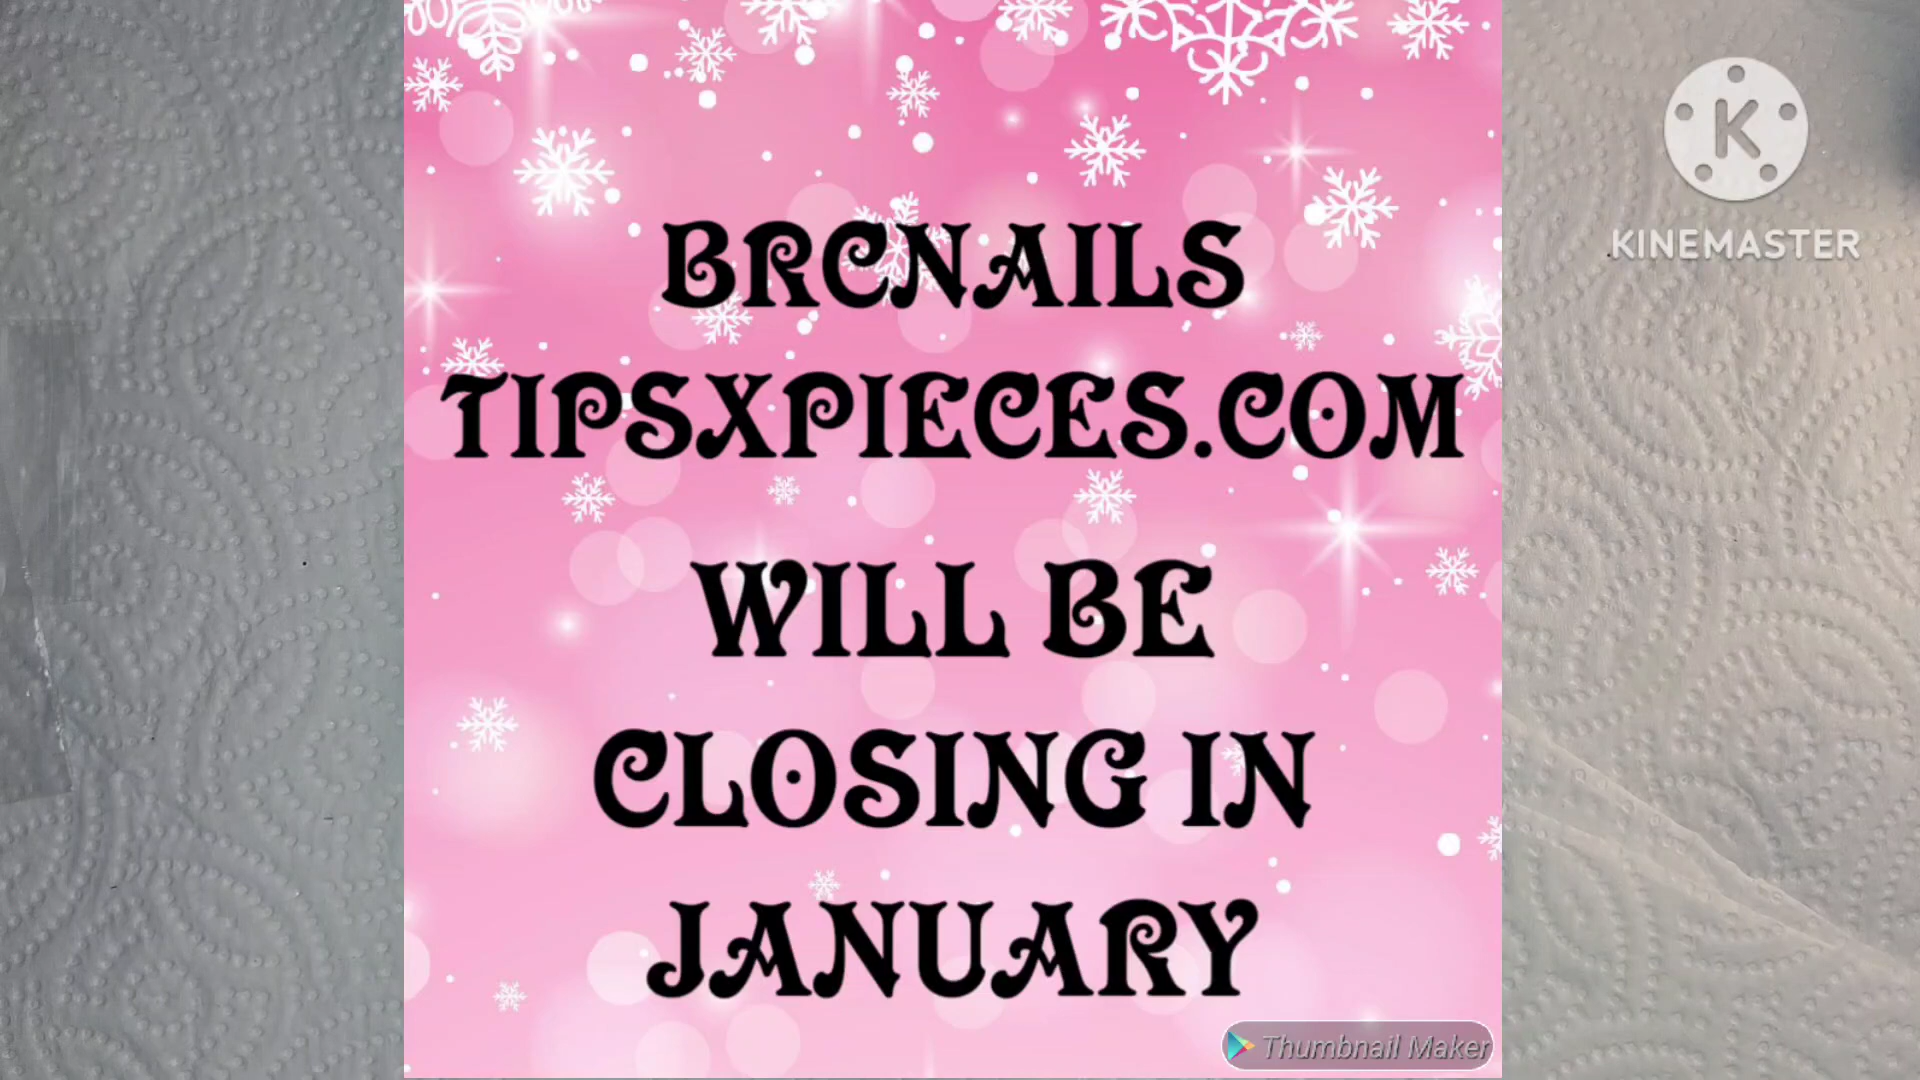 BRCNAILS
TIPSXPIECES.COM
WILL BE
CLOSING IN
JANUARY
Thumbnail Maker
K
KINEMASTER